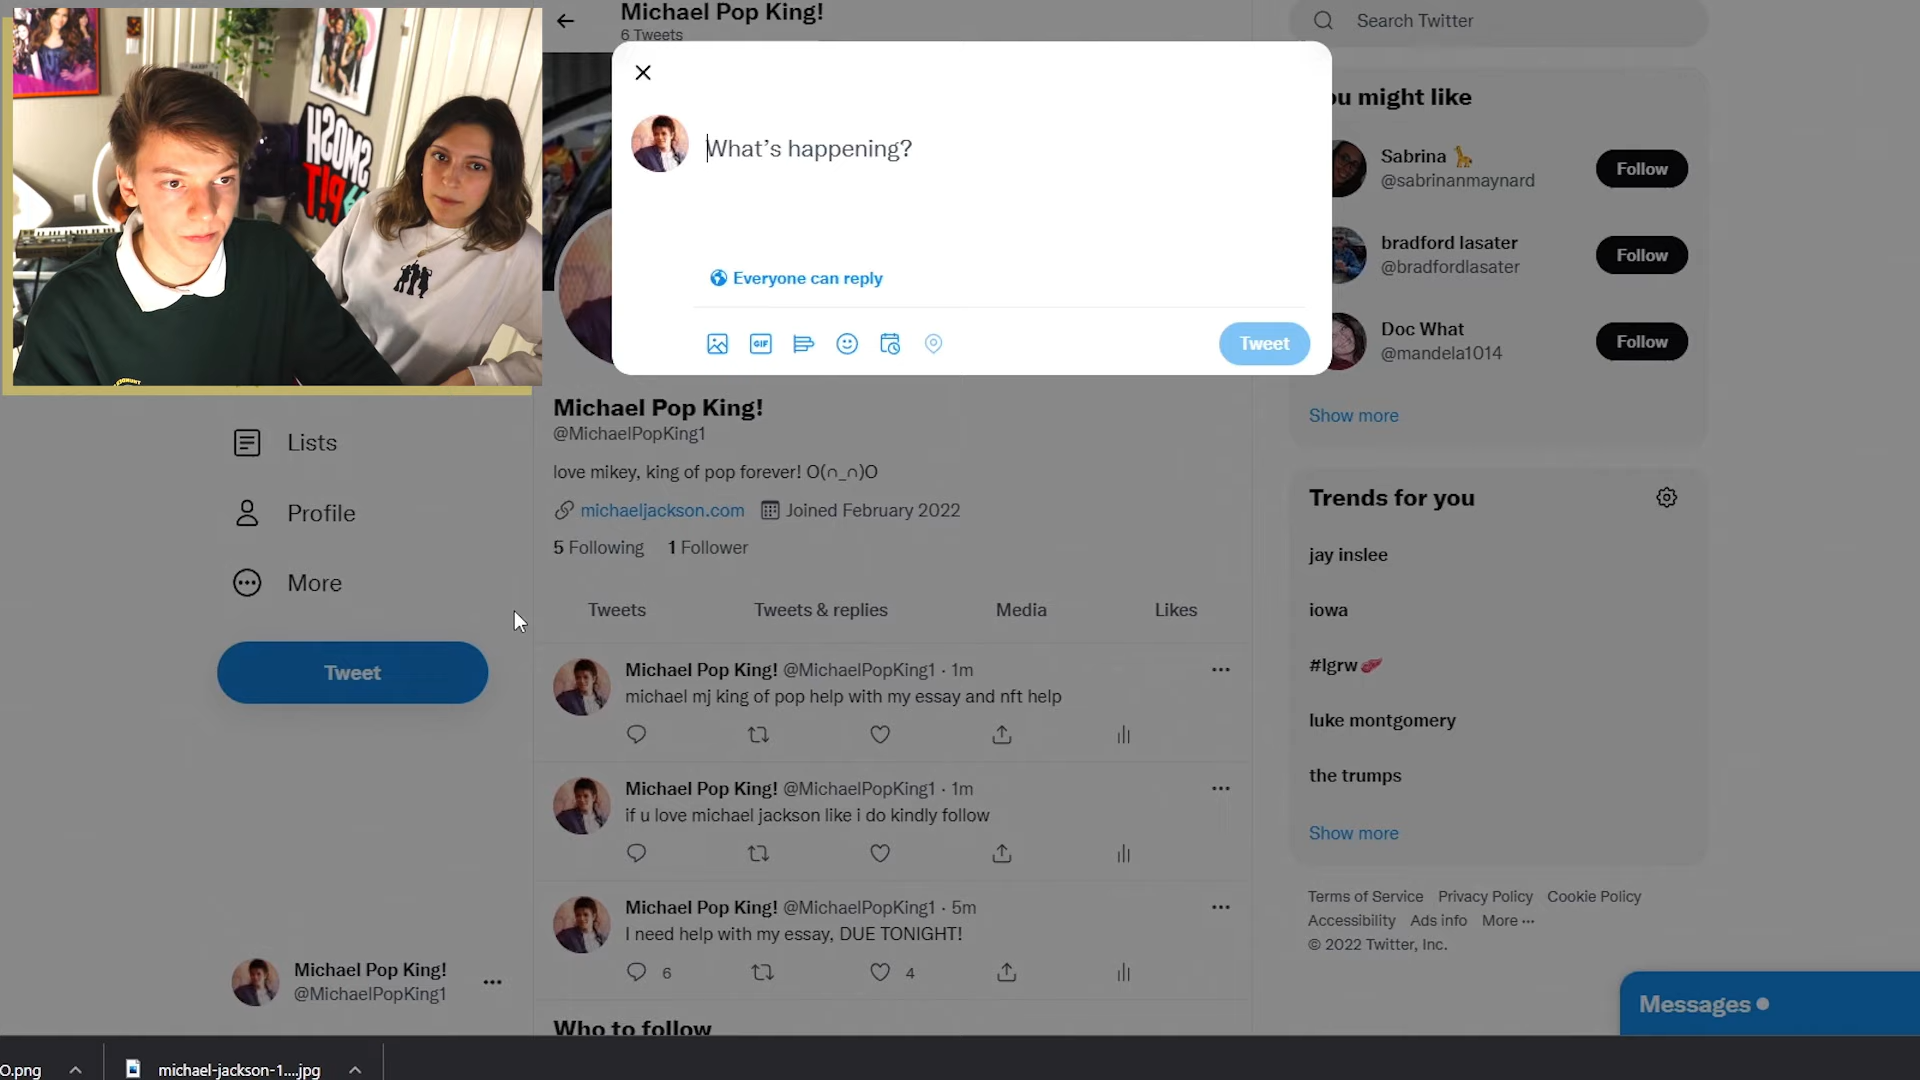 SMOSH
PIT
Michael Pop King!
6 Tweets
Search Twitter
What's happening?
Everyone can reply
GIF
Tweet
ou might like
Sabrina 🦒
@sabrinanmaynard
Follow
bradford lasater
@bradfordlasater
Follow
Doc What
@mandela1014
Follow
Show more
Lists
Profile
More
Tweet
Michael Pop King!
@MichaelPopKing1
love mikey, king of pop forever! O(∩_∩)O
michaeljackson.com Joined February 2022
5 Following 1 Follower
Tweets Tweets & replies Media Likes
Michael Pop King! @MichaelPopKing1 · 1m
michael mj king of pop help with my essay and nft help
Michael Pop King! @MichaelPopKing1 · 1m
if u love michael jackson like i do kindly follow
Michael Pop King! @MichaelPopKing1 · 5m
I need help with my essay, DUE TONIGHT!
6 4
Who to follow
Trends for you
jay inslee
iowa
#lgrw
luke montgomery
the trumps
Show more
Terms of Service Privacy Policy Cookie Policy
Accessibility Ads info More ···
© 2022 Twitter, Inc.
Michael Pop King!
@MichaelPopKing1
Messages
O.png
michael-jackson-1....jpg